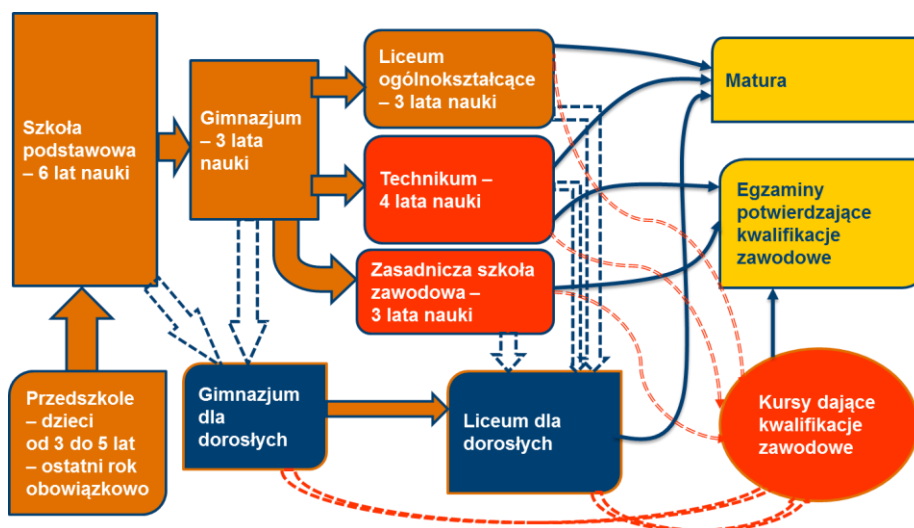 Szkoła
podstawowa
– 6 lat nauki
Gimnazjum
– 3 lata
nauki
Liceum
ogólnokształcące
– 3 lata nauki
Matura
Technikum –
4 lata nauki
Egzaminy
potwierdzające
kwalifikacje
zawodowe
Zasadnicza szkoła
zawodowa –
3 lata nauki
Przedszkole
– dzieci
od 3 do 5 lat
– ostatni rok
obowiązkowo
Gimnazjum
dla
dorosłych
Liceum dla
dorosłych
Kursy dające
kwalifikacje
zawodowe